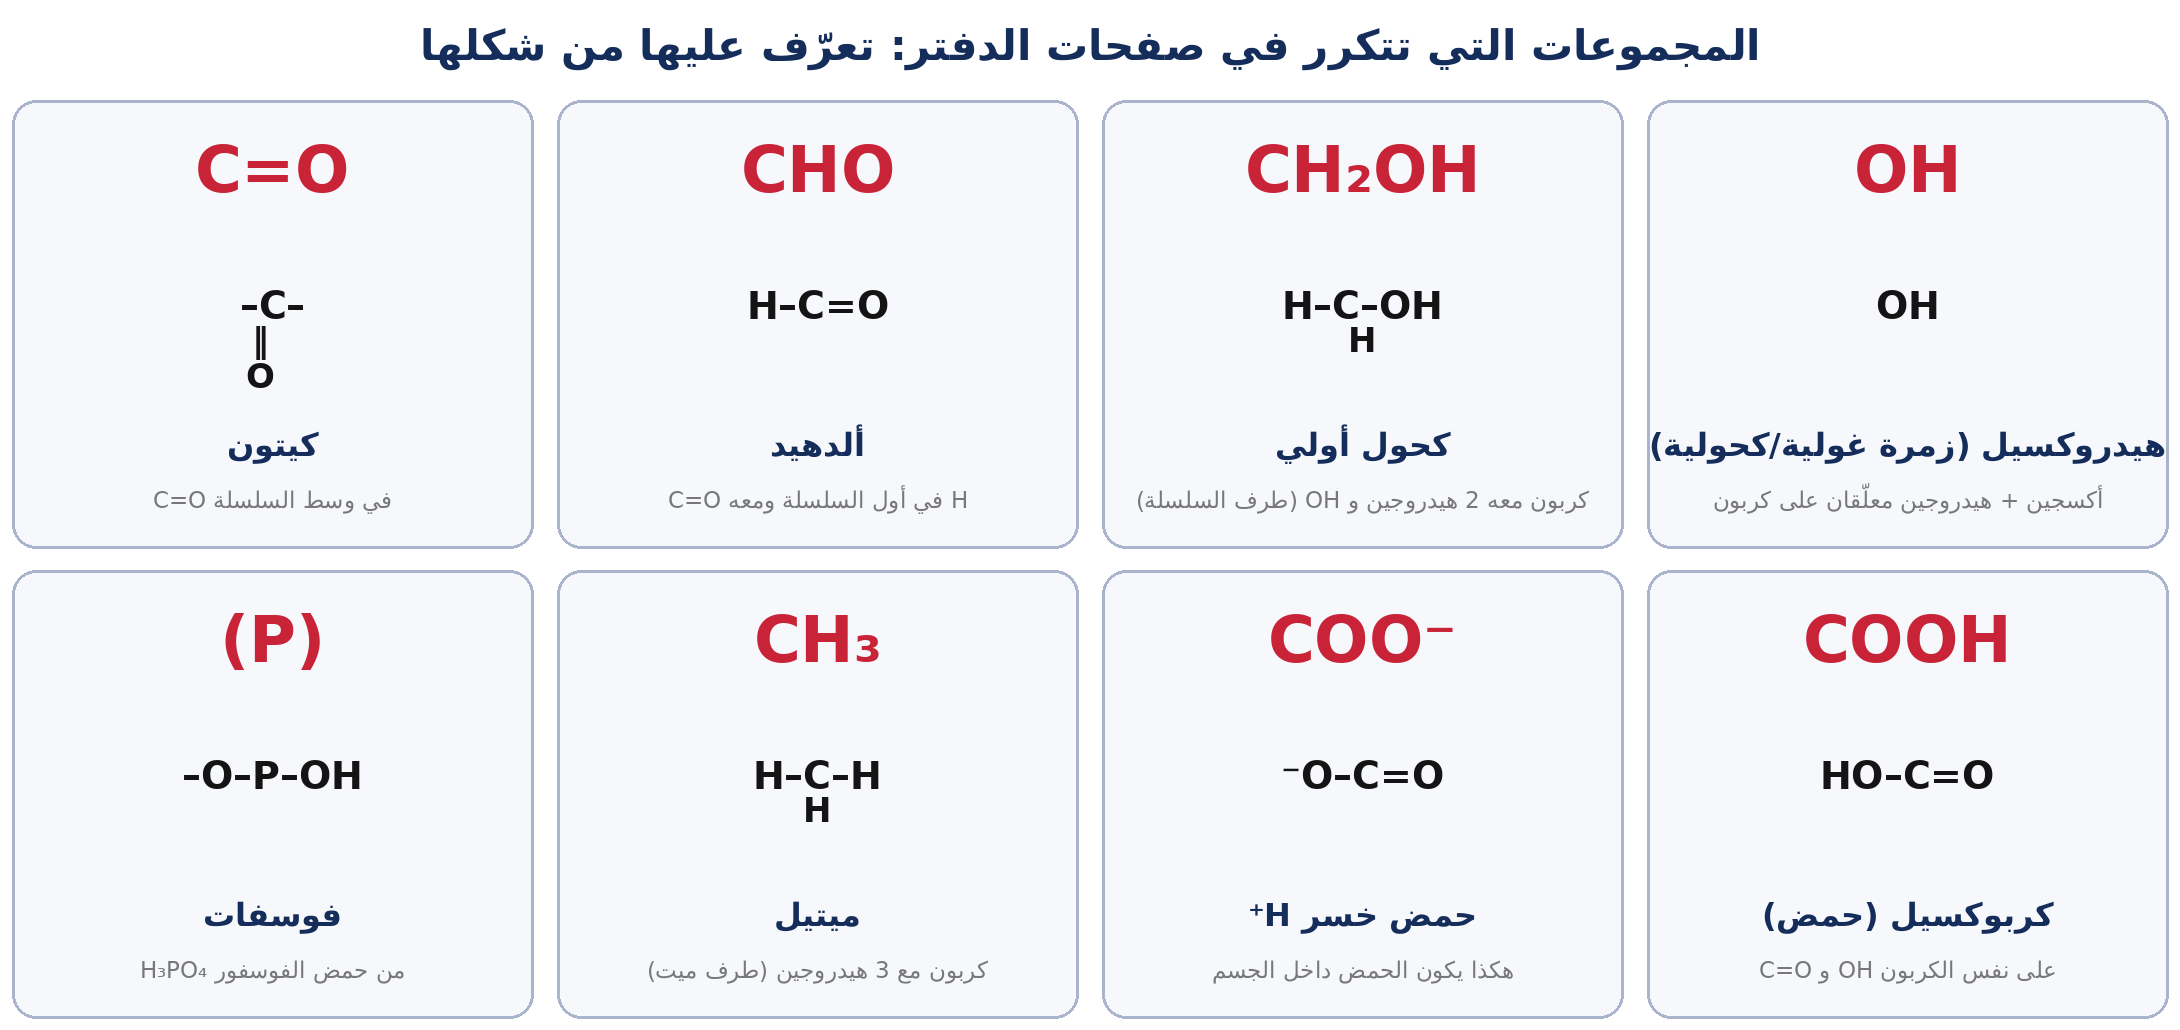 المجموعات التي تتكرر في صفحات الدفتر: تعرّف عليها من شكلها
OH
OH
هيدروكسيل (زمرة غولية/كحولية)
أكسجين + هيدروجين معلّقان على كربون
CH₂OH
H–C–OH
H
كحول أولي
كربون معه 2 هيدروجين و OH (طرف السلسلة)
CHO
H–C=O
ألدهيد
H في أول السلسلة ومعه C=O
C=O
–C–
‖
O
كيتون
في وسط السلسلة C=O
COOH
HO–C=O
كربوكسيل (حمض)
على نفس الكربون OH و C=O
COO⁻
⁻O–C=O
حمض خسر H⁺
هكذا يكون الحمض داخل الجسم
CH₃
H–C–H
H
ميتيل
كربون مع 3 هيدروجين (طرف ميت)
(P)
–O–P–OH
فوسفات
من حمض الفوسفور H₃PO₄